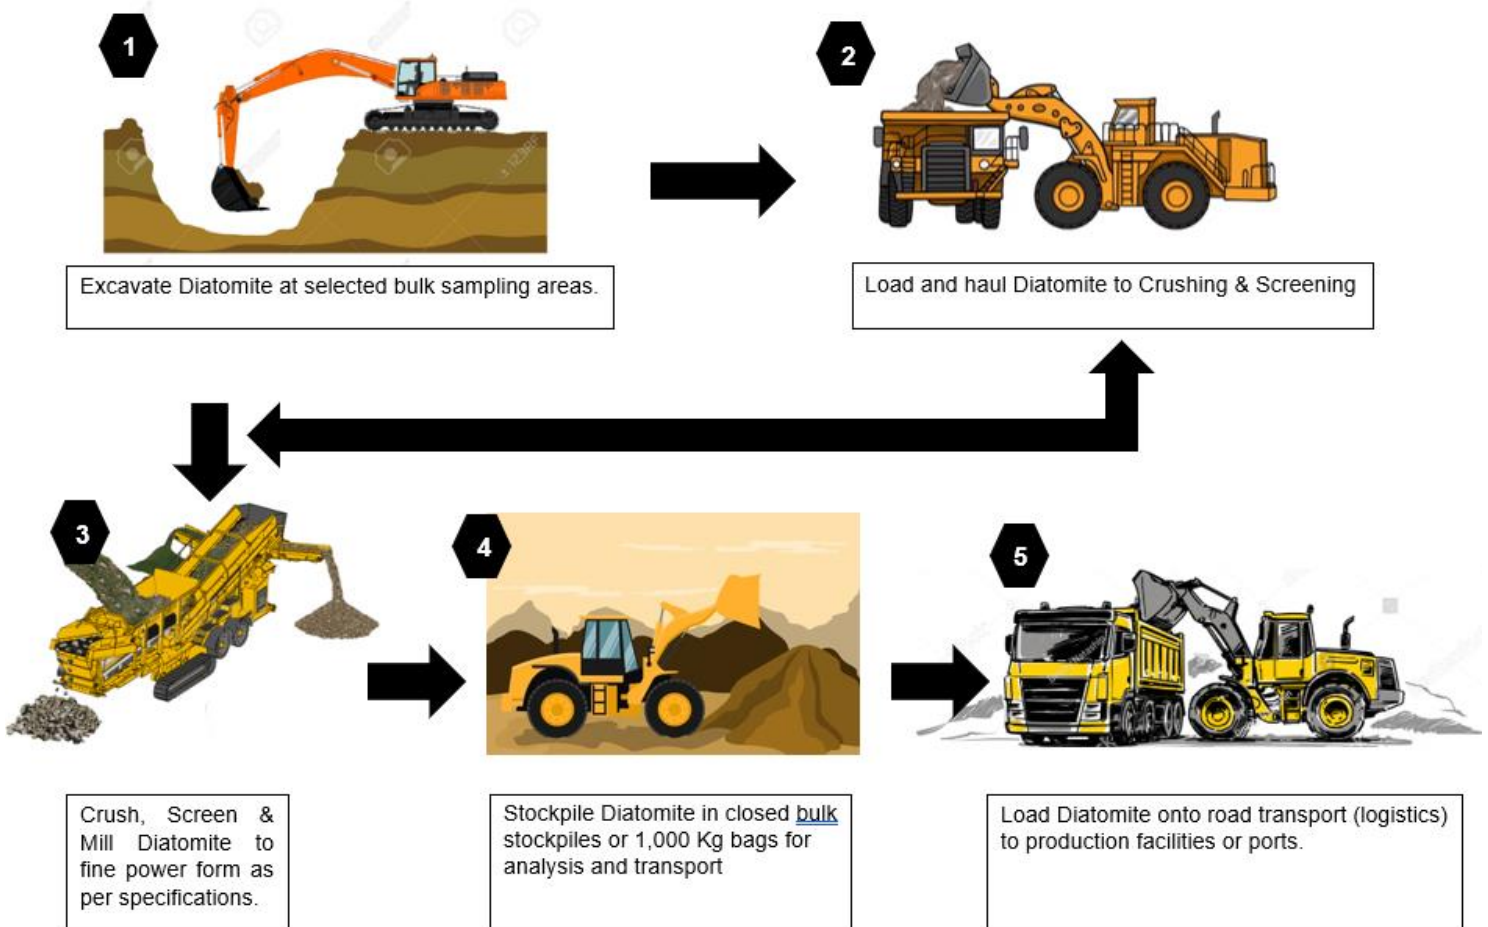 1
2
Excavate Diatomite at selected bulk sampling areas.
Load and haul Diatomite to Crushing & Screening
3
4
5
Crush, Screen &
Mill Diatomite to
fine power form as
per specifications.
Stockpile Diatomite in closed bulk
stockpiles or 1,000 Kg bags for
analysis and transport
Load Diatomite onto road transport (logistics)
to production facilities or ports.